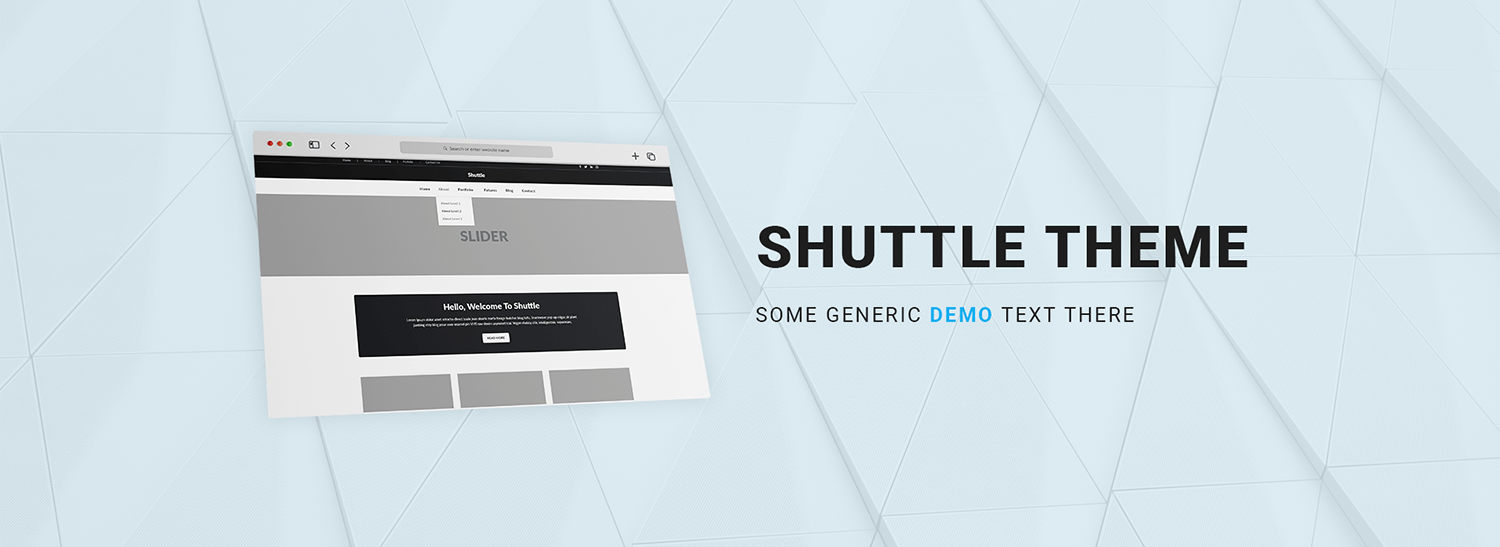 Search or enter website name
Home About Blog Portfolio Contact Us
Shuttle
Home About Portfolio Futures Blog Contact
About Level 1
About Level 2
About Level 3
SLIDER
Hello, Welcome To Shuttle
READ MORE
SHUTTLE THEME
SOME GENERIC DEMO TEXT THERE